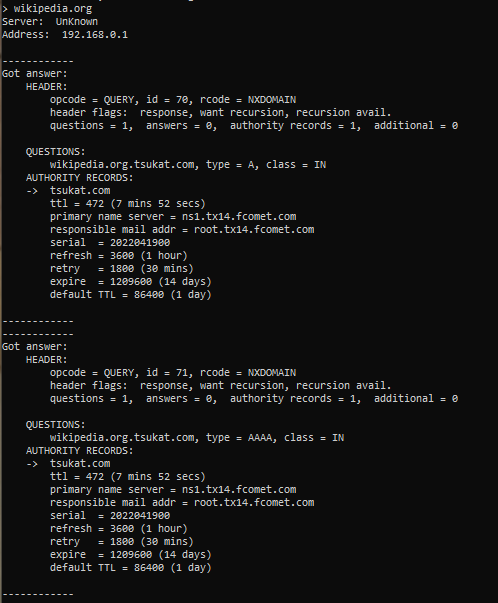 > wikipedia.org
Server:  UnKnown
Address:  192.168.0.1

------------
Got answer:
    HEADER:
        opcode = QUERY, id = 70, rcode = NXDOMAIN
        header flags:  response, want recursion, recursion avail.
        questions = 1,  answers = 0,  authority records = 1,  additional = 0

    QUESTIONS:
        wikipedia.org.tsukat.com, type = A, class = IN
    AUTHORITY RECORDS:
    ->  tsukat.com
        ttl = 472 (7 mins 52 secs)
        primary name server = ns1.tx14.fcomet.com
        responsible mail addr = root.tx14.fcomet.com
        serial  = 2022041900
        refresh = 3600 (1 hour)
        retry   = 1800 (30 mins)
        expire  = 1209600 (14 days)
        default TTL = 86400 (1 day)

------------
------------
Got answer:
    HEADER:
        opcode = QUERY, id = 71, rcode = NXDOMAIN
        header flags:  response, want recursion, recursion avail.
        questions = 1,  answers = 0,  authority records = 1,  additional = 0

    QUESTIONS:
        wikipedia.org.tsukat.com, type = AAAA, class = IN
    AUTHORITY RECORDS:
    ->  tsukat.com
        ttl = 472 (7 mins 52 secs)
        primary name server = ns1.tx14.fcomet.com
        responsible mail addr = root.tx14.fcomet.com
        serial  = 2022041900
        refresh = 3600 (1 hour)
        retry   = 1800 (30 mins)
        expire  = 1209600 (14 days)
        default TTL = 86400 (1 day)

------------